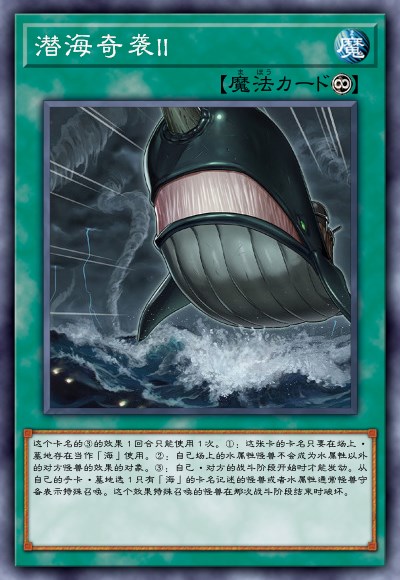 潜海奇袭II
魔
【魔法カード】
まほう
这个卡名的③的效果1回合只能使用1次。①：这张卡的卡名只要在场上·
墓地存在当作「海」使用。②：自己场上的水属性怪兽不会成为水属性以外
的对方怪兽的效果的对象。③：自己·对方的战斗阶段开始时才能发动。从
自己的手卡·墓地选1只有「海」的卡名记述的怪兽或者水属性通常怪兽守
备表示特殊召唤。这个效果特殊召唤的怪兽在那次战斗阶段结束时破坏。